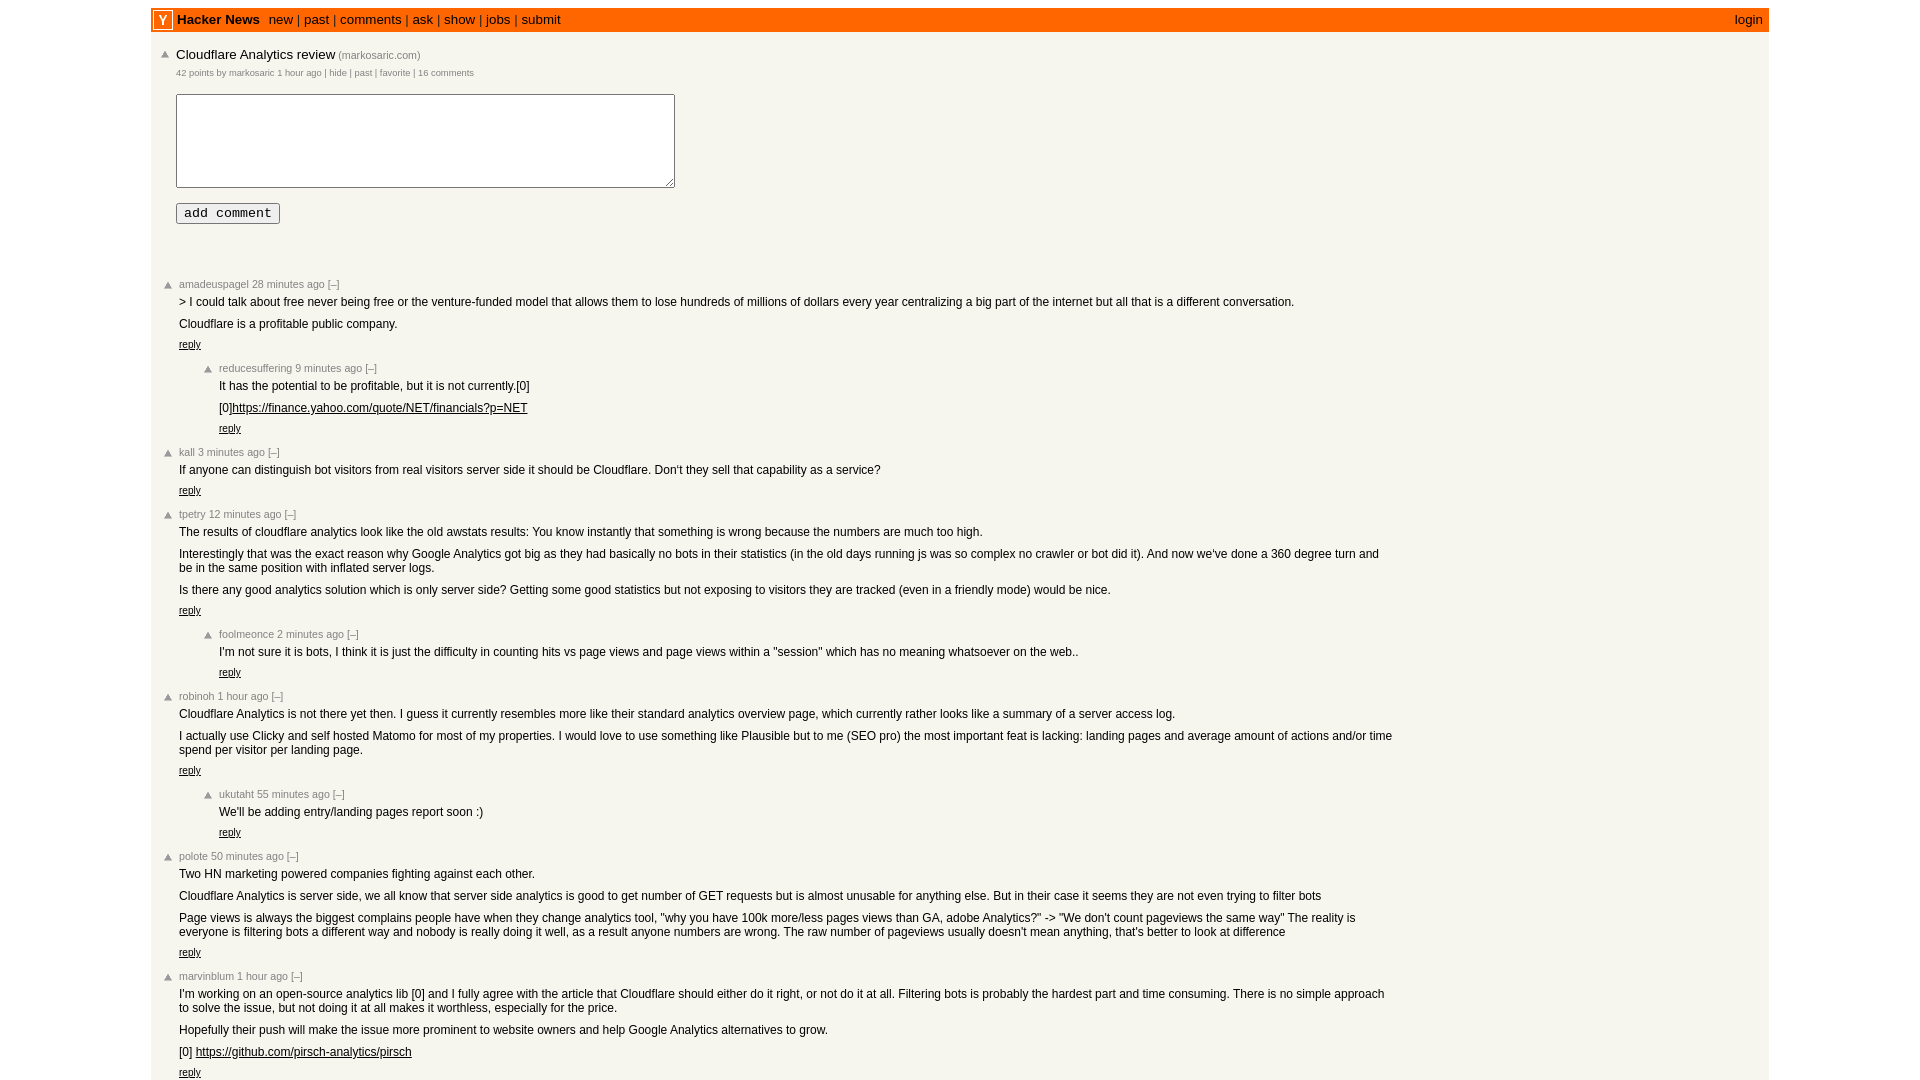 Y Hacker News new | past | comments | ask | show | jobs | submit login
Cloudflare Analytics review (markosaric.com)
42 points by markosaric 1 hour ago | hide | past | favorite | 16 comments
add comment
amadeuspagel 28 minutes ago [–]
> I could talk about free never being free or the venture-funded model that allows them to lose hundreds of millions of dollars every year centralizing a big part of the internet but all that is a different conversation.
Cloudflare is a profitable public company.
reply
reducesuffering 9 minutes ago [–]
It has the potential to be profitable, but it is not currently.[0]
[0]https://finance.yahoo.com/quote/NET/financials?p=NET
reply
kall 3 minutes ago [–]
If anyone can distinguish bot visitors from real visitors server side it should be Cloudflare. Don‘t they sell that capability as a service?
reply
tpetry 12 minutes ago [–]
The results of cloudflare analytics look like the old awstats results: You know instantly that something is wrong because the numbers are much too high.
Interestingly that was the exact reason why Google Analytics got big as they had basically no bots in their statistics (in the old days running js was so complex no crawler or bot did it). And now we‘ve done a 360 degree turn and
be in the same position with inflated server logs.
Is there any good analytics solution which is only server side? Getting some good statistics but not exposing to visitors they are tracked (even in a friendly mode) would be nice.
reply
foolmeonce 2 minutes ago [–]
I'm not sure it is bots, I think it is just the difficulty in counting hits vs page views and page views within a "session" which has no meaning whatsoever on the web..
reply
robinoh 1 hour ago [–]
Cloudflare Analytics is not there yet then. I guess it currently resembles more like their standard analytics overview page, which currently rather looks like a summary of a server access log.
I actually use Clicky and self hosted Matomo for most of my properties. I would love to use something like Plausible but to me (SEO pro) the most important feat is lacking: landing pages and average amount of actions and/or time
spend per visitor per landing page.
reply
ukutaht 55 minutes ago [–]
We'll be adding entry/landing pages report soon :)
reply
polote 50 minutes ago [–]
Two HN marketing powered companies fighting against each other.
Cloudflare Analytics is server side, we all know that server side analytics is good to get number of GET requests but is almost unusable for anything else. But in their case it seems they are not even trying to filter bots
Page views is always the biggest complains people have when they change analytics tool, "why you have 100k more/less pages views than GA, adobe Analytics?" -> "We don't count pageviews the same way" The reality is
everyone is filtering bots a different way and nobody is really doing it well, as a result anyone numbers are wrong. The raw number of pageviews usually doesn't mean anything, that's better to look at difference
reply
marvinblum 1 hour ago [–]
I'm working on an open-source analytics lib [0] and I fully agree with the article that Cloudflare should either do it right, or not do it at all. Filtering bots is probably the hardest part and time consuming. There is no simple approach
to solve the issue, but not doing it at all makes it worthless, especially for the price.
Hopefully their push will make the issue more prominent to website owners and help Google Analytics alternatives to grow.
[0] https://github.com/pirsch-analytics/pirsch
reply